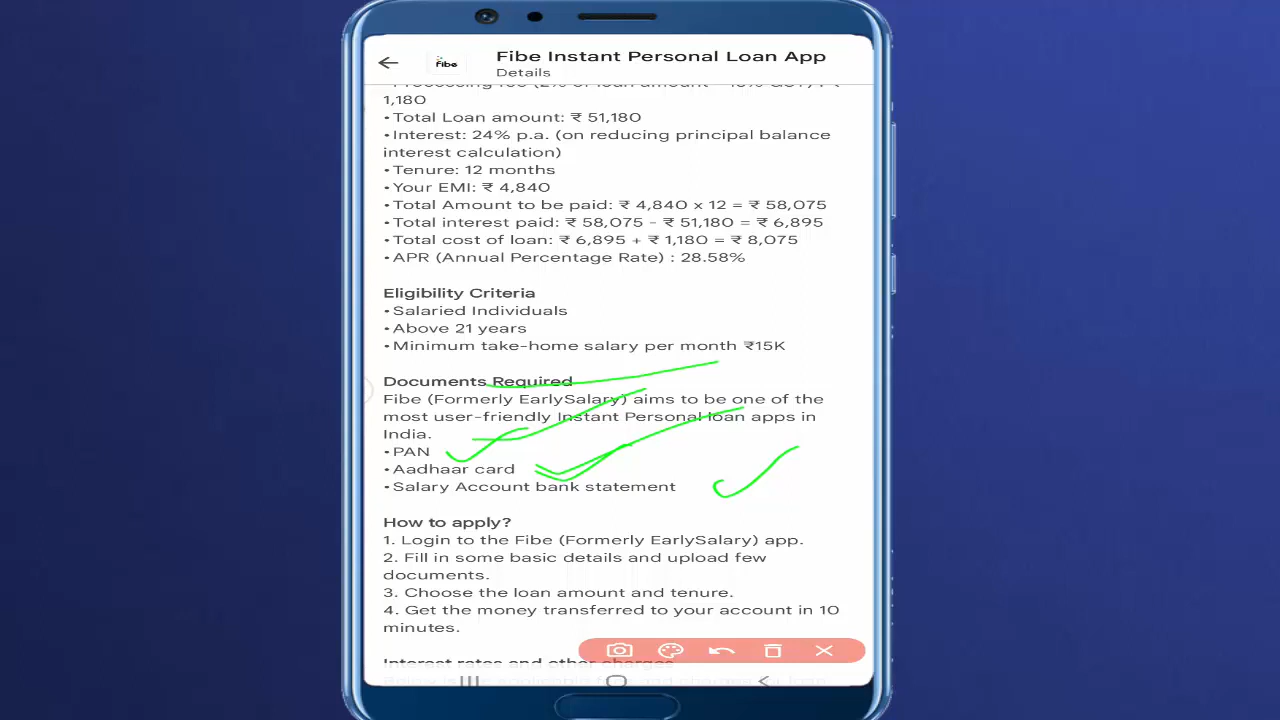 Fibe Instant Personal Loan App
fibe
Details
1,180
•Total Loan amount: ₹ 51,180
•Interest: 24% p.a. (on reducing principal balance
interest calculation)
•Tenure: 12 months
•Your EMI: ₹ 4,840
•Total Amount to be paid: ₹ 4,840 x 12 = ₹ 58,075
•Total interest paid: ₹ 58,075 - ₹ 51,180 = ₹ 6,895
•Total cost of loan: ₹ 6,895 + ₹ 1,180 = ₹ 8,075
•APR (Annual Percentage Rate) : 28.58%
Eligibility Criteria
•Salaried Individuals
•Above 21 years
•Minimum take-home salary per month ₹15K
Documents Required
Fibe (Formerly EarlySalary) aims to be one of the
most user-friendly Instant Personal loan apps in
India.
•PAN
•Aadhaar card
•Salary Account bank statement
How to apply?
1. Login to the Fibe (Formerly EarlySalary) app.
2. Fill in some basic details and upload few
documents.
3. Choose the loan amount and tenure.
4. Get the money transferred to your account in 10
minutes.
Interest rates and other charges